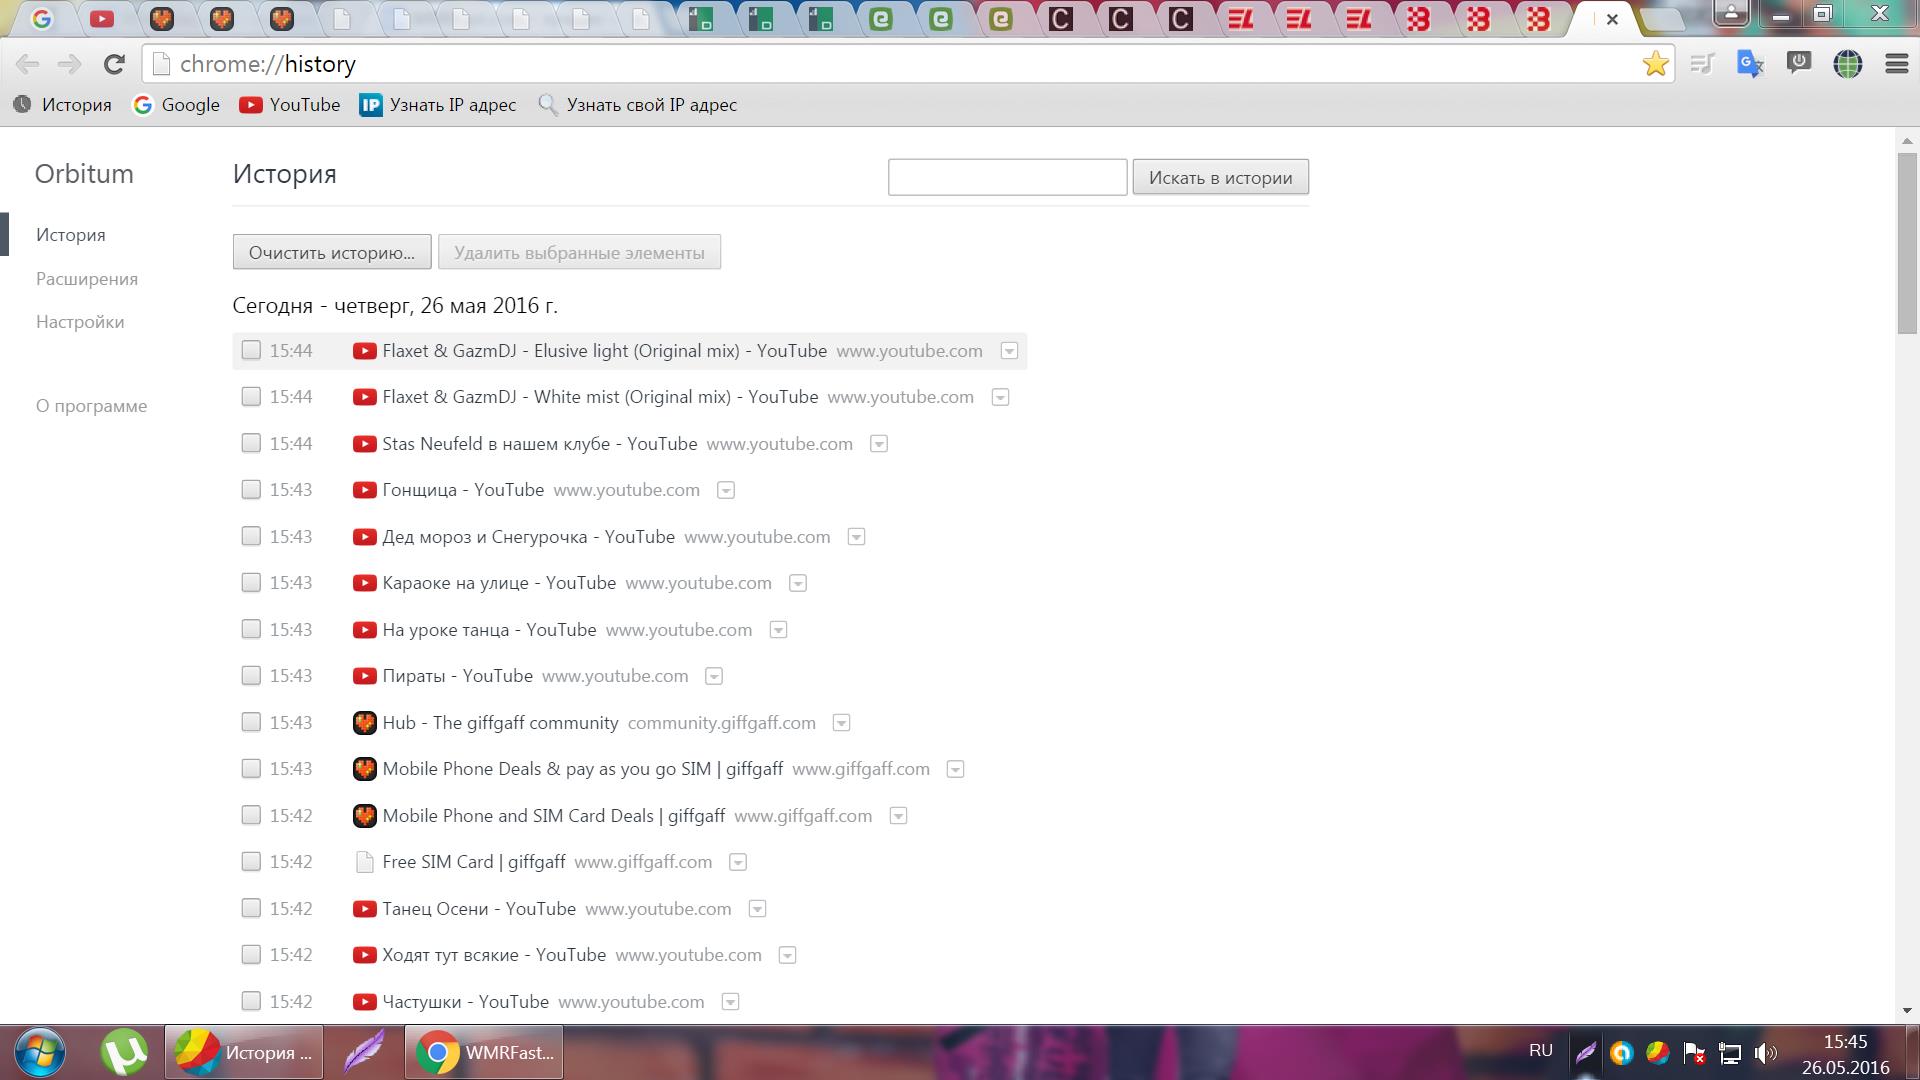 chrome://history
История Google YouTube Узнать IP адрес Узнать свой IP адрес
Orbitum
История
Искать в истории
История
Расширения
Настройки
О программе
Очистить историю... Удалить выбранные элементы
Сегодня - четверг, 26 мая 2016 г.
15:44 Flaxet & GazmDJ - Elusive light (Original mix) - YouTube www.youtube.com
15:44 Flaxet & GazmDJ - White mist (Original mix) - YouTube www.youtube.com
15:44 Stas Neufeld в нашем клубе - YouTube www.youtube.com
15:43 Гонщица - YouTube www.youtube.com
15:43 Дед мороз и Снегурочка - YouTube www.youtube.com
15:43 Караоке на улице - YouTube www.youtube.com
15:43 На уроке танца - YouTube www.youtube.com
15:43 Пираты - YouTube www.youtube.com
15:43 Hub - The giffgaff community community.giffgaff.com
15:43 Mobile Phone Deals & pay as you go SIM | giffgaff www.giffgaff.com
15:42 Mobile Phone and SIM Card Deals | giffgaff www.giffgaff.com
15:42 Free SIM Card | giffgaff www.giffgaff.com
15:42 Танец Осени - YouTube www.youtube.com
15:42 Ходят тут всякие - YouTube www.youtube.com
15:42 Частушки - YouTube www.youtube.com
История ... WMRFast... RU 15:45
26.05.2016